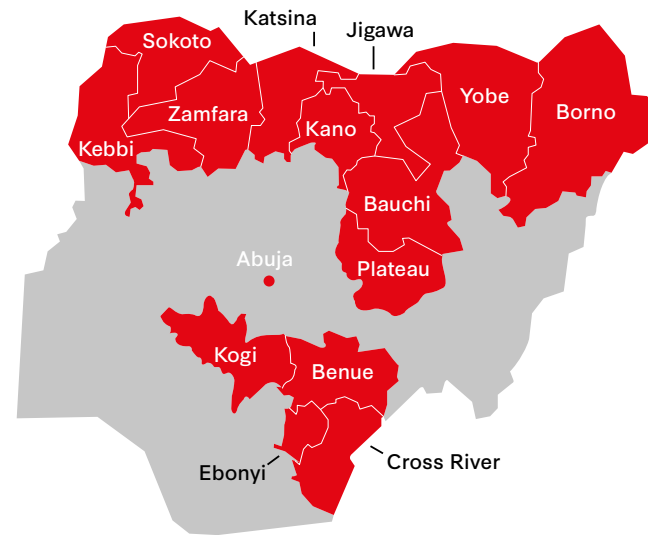 Katsina
Jigawa
Sokoto
Yobe
Borno
Zamfara
Kano
Kebbi
Bauchi
Abuja
Plateau
Kogi
Benue
Ebonyi
Cross River